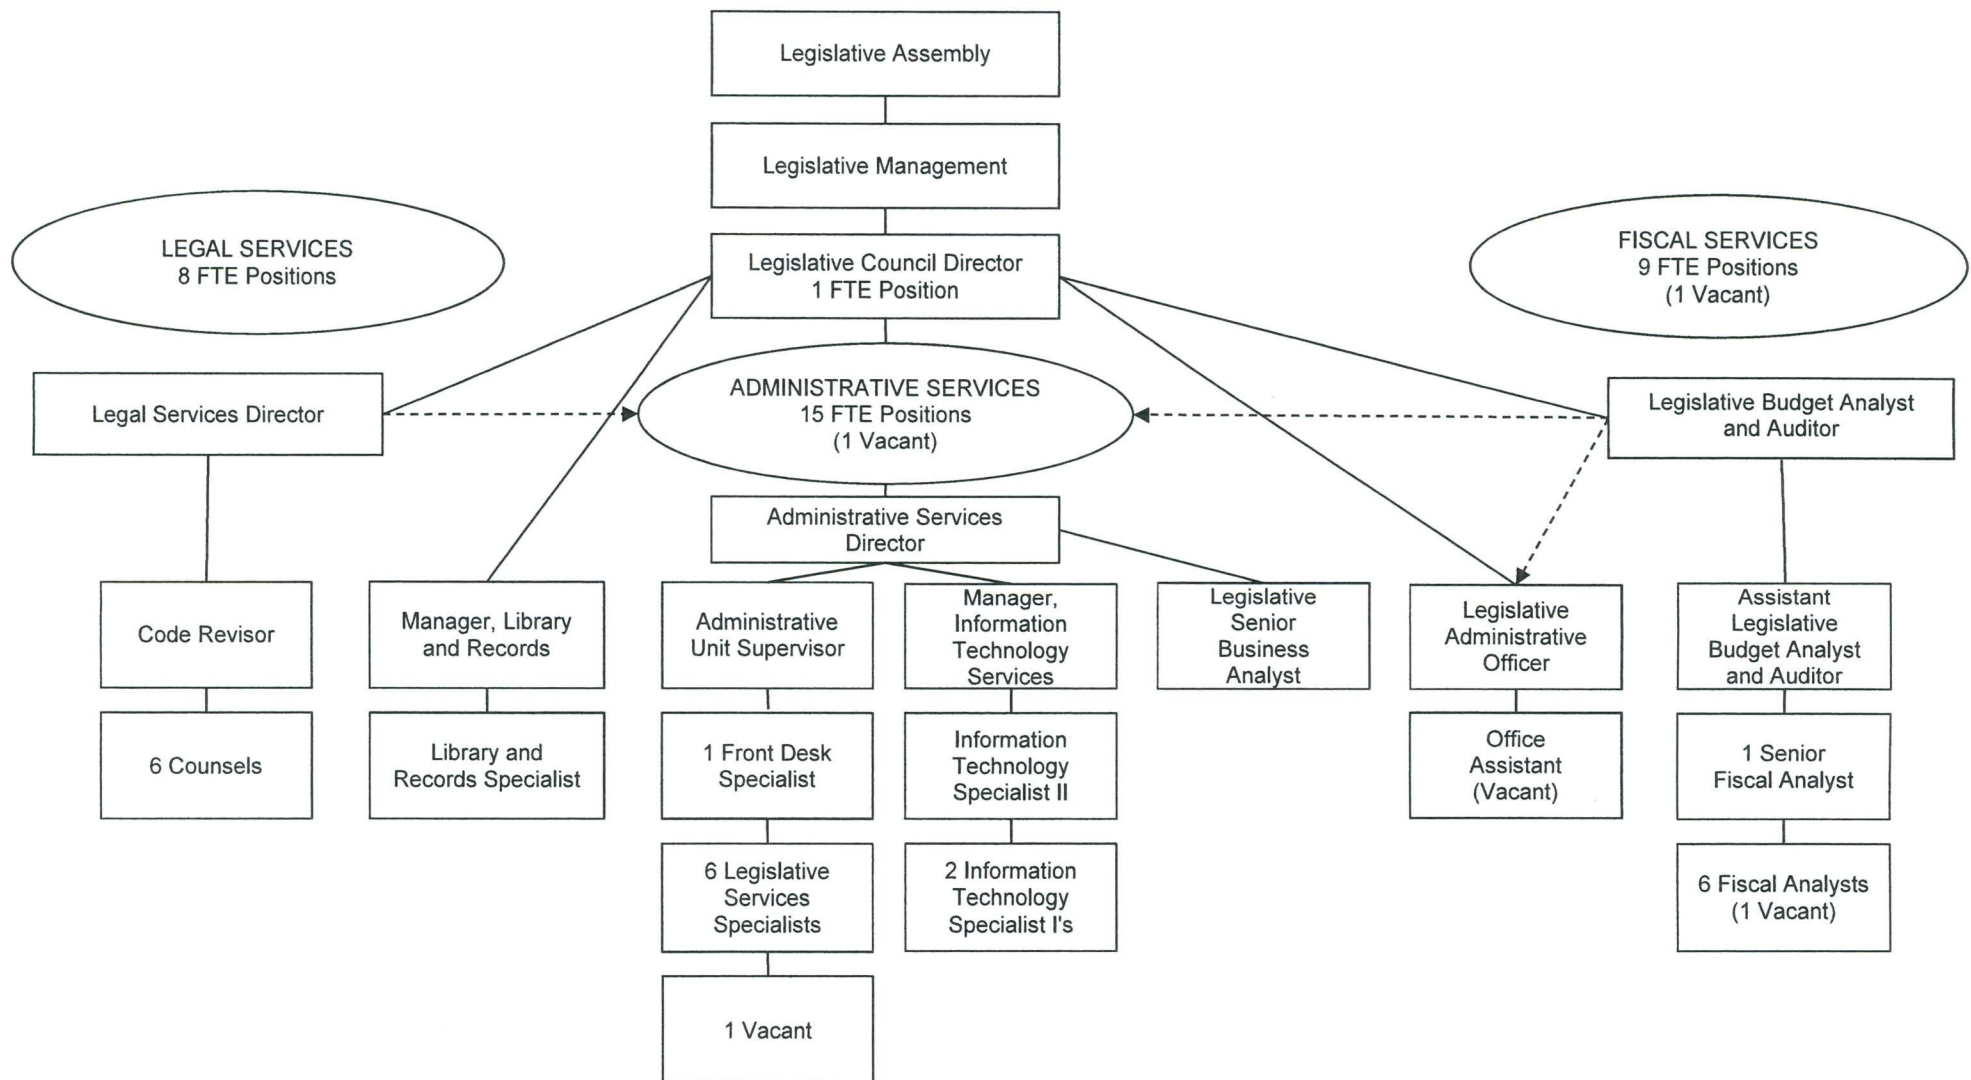 Legislative Assembly
Legislative Management
LEGAL SERVICES
8 FTE Positions
Legislative Council Director
1 FTE Position
FISCAL SERVICES
9 FTE Positions
(1 Vacant)
Legal Services Director
ADMINISTRATIVE SERVICES
15 FTE Positions
(1 Vacant)
Legislative Budget Analyst
and Auditor
Administrative Services
Director
Code Revisor
Manager, Library
and Records
Administrative
Unit Supervisor
Manager,
Information
Technology
Services
Legislative
Senior
Business
Analyst
Legislative
Administrative
Officer
Assistant
Legislative
Budget Analyst
and Auditor
6 Counsels
Library and
Records Specialist
1 Front Desk
Specialist
Information
Technology
Specialist II
Office
Assistant
(Vacant)
1 Senior
Fiscal Analyst
6 Legislative
Services
Specialists
2 Information
Technology
Specialist I's
6 Fiscal Analysts
(1 Vacant)
1 Vacant